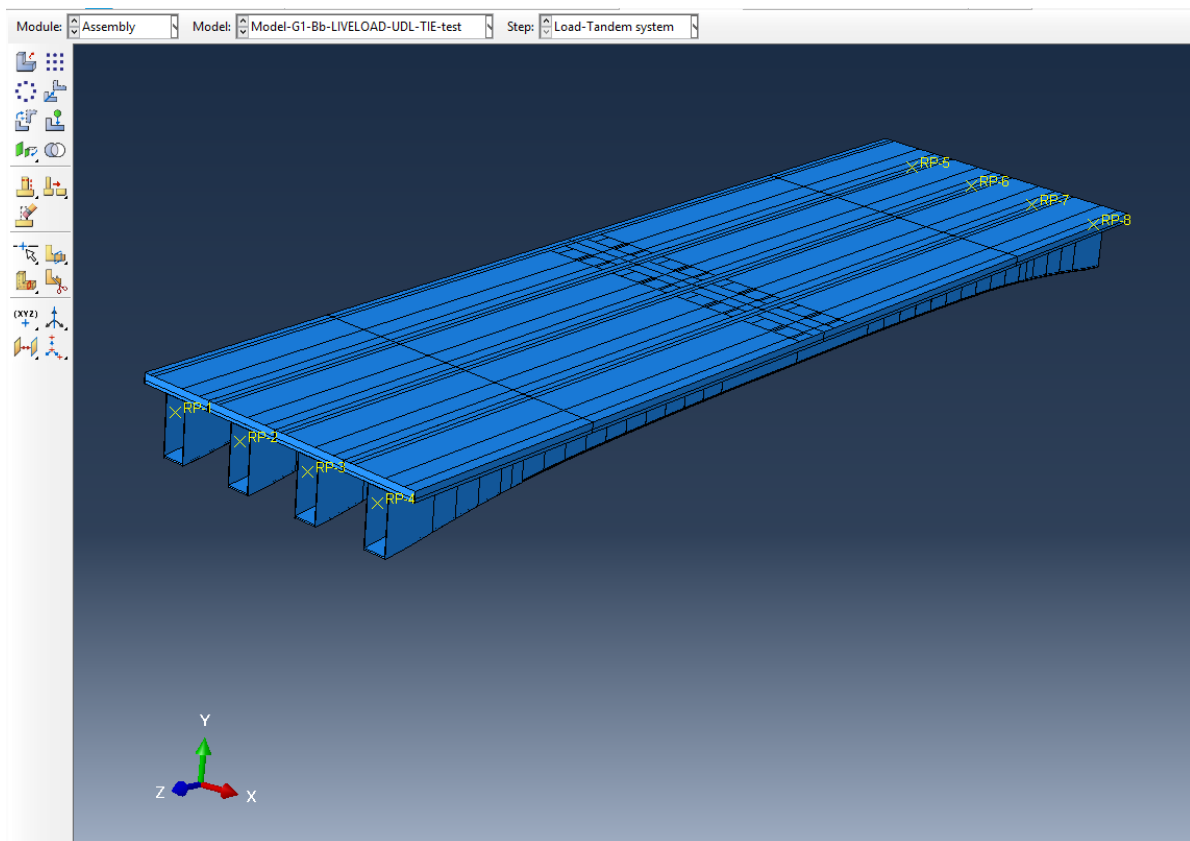 Module: Assembly Model: Model-G1-Bb-LIVELOAD-UDL-TIE-test Step: Load-Tandem system
(XYZ)
RP-5
RP-6
RP-7
RP-8
RP-1
RP-2
RP-3
RP-4
Y
Z X